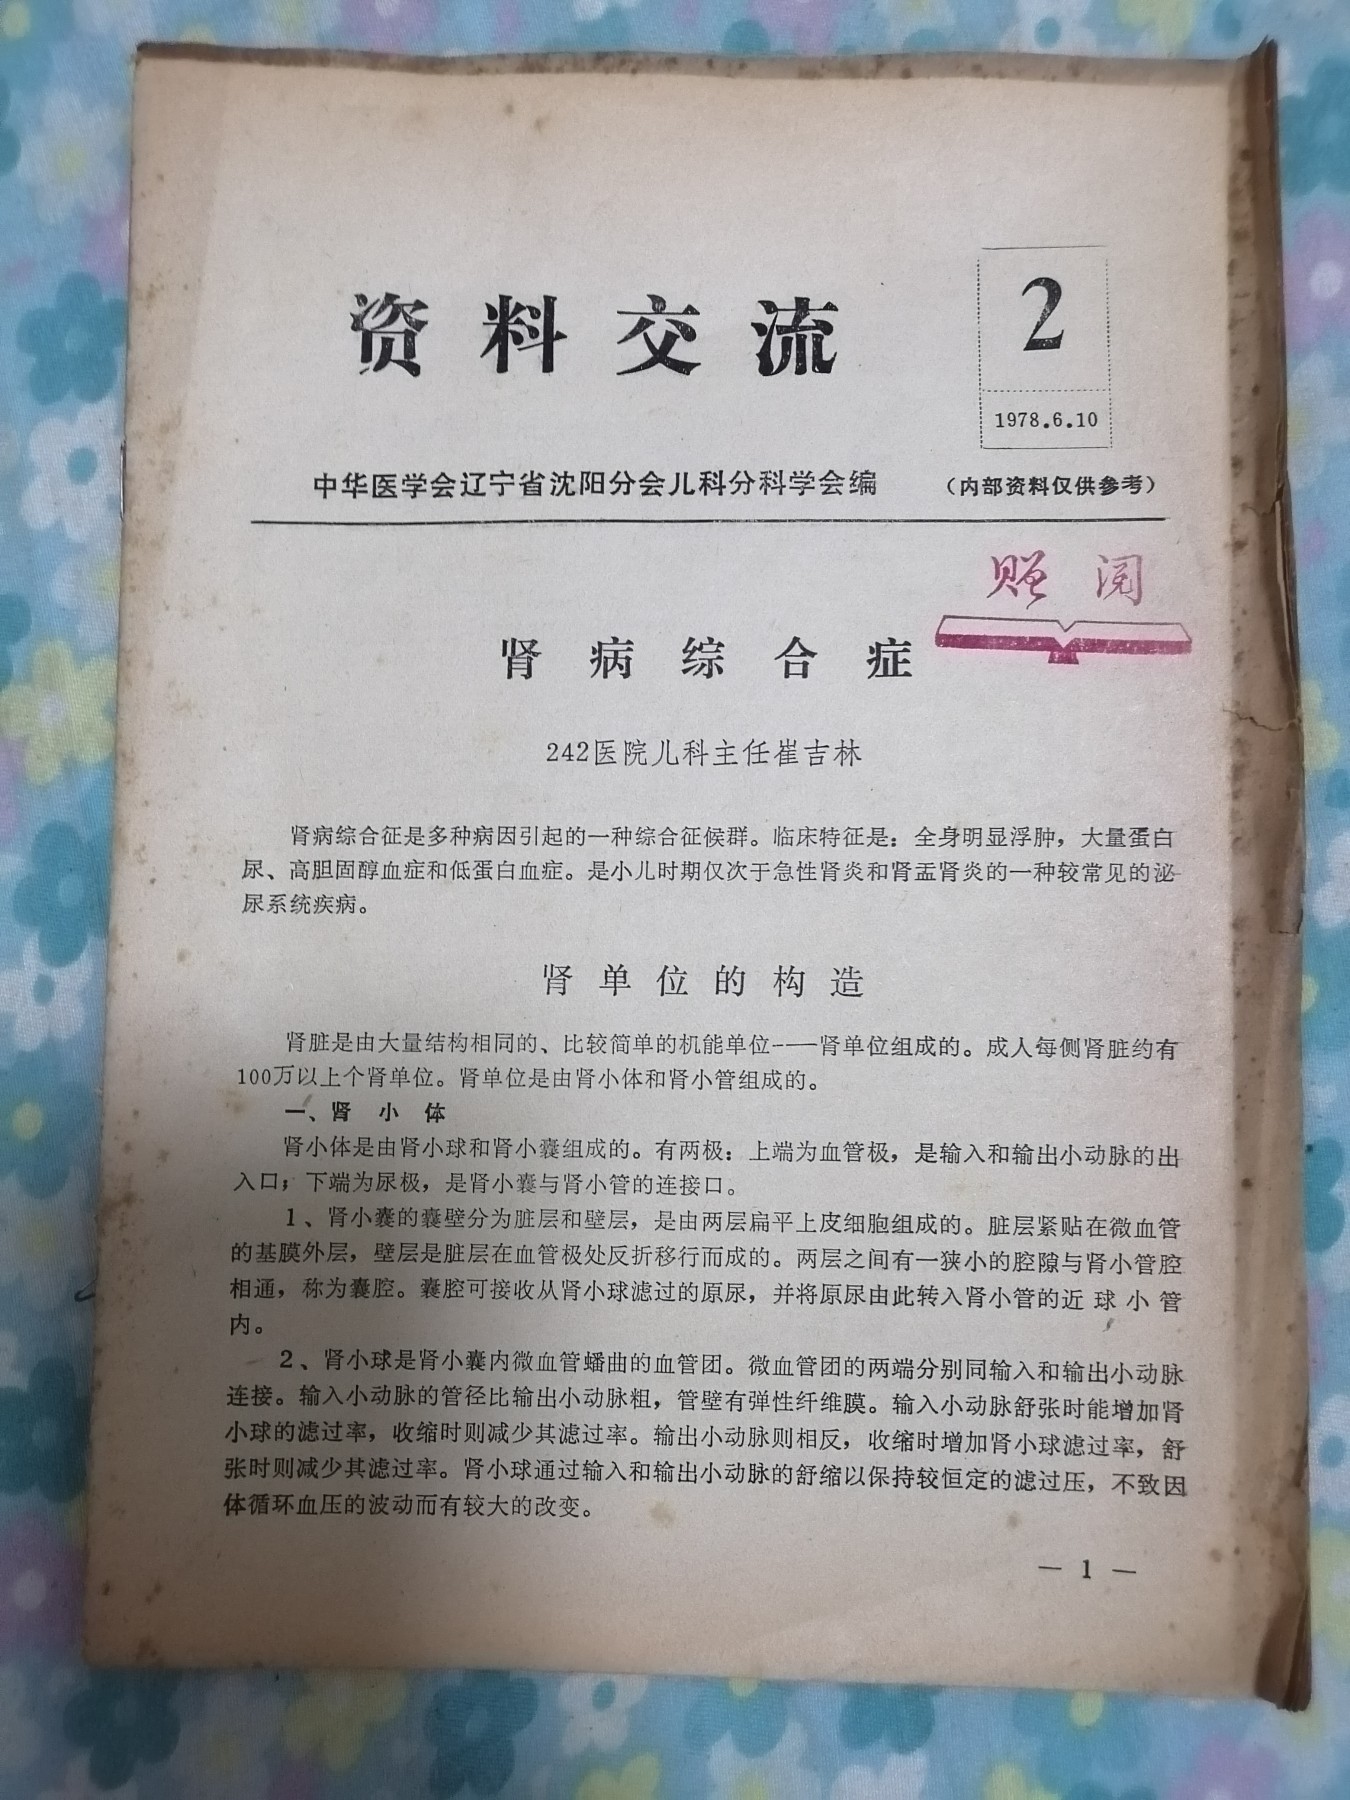 资料交流
2
1978.6.10
中华医学会辽宁省沈阳分会儿科分科学会编
（内部资料仅供参考）
赠阅
肾病综合症
242医院儿科主任崔吉林
肾病综合征是多种病因引起的一种综合征候群。临床特征是：全身明显浮肿，大量蛋白
尿、高胆固醇血症和低蛋白血症。是小儿时期仅次于急性肾炎和肾盂肾炎的一种较常见的泌
尿系统疾病。
肾单位的构造
肾脏是由大量结构相同的、比较简单的机能单位-——肾单位组成的。成人每侧肾脏约有
100万以上个肾单位。肾单位是由肾小体和肾小管组成的。
一、肾小体
肾小体是由肾小球和肾小囊组成的。有两极：上端为血管极，是输入和输出小动脉的出
入口；下端为尿极，是肾小囊与肾小管的连接口。
1、肾小囊的囊壁分为脏层和壁层，是由两层扁平上皮细胞组成的。脏层紧贴在微血管
的基膜外层，壁层是脏层在血管极处反折移行而成的。两层之间有一狭小的腔隙与肾小管腔
相通，称为囊腔。囊腔可接收从肾小球滤过的原尿，并将原尿由此转入肾小管的近球小管
内。
2、肾小球是肾小囊内微血管蟠曲的血管团。微血管团的两端分别同输入和输出小动脉
连接。输入小动脉的管径比输出小动脉粗，管壁有弹性纤维膜。输入小动脉舒张时能增加肾
小球的滤过率，收缩时则减少其滤过率。输出小动脉则相反，收缩时增加肾小球滤过率，舒
张时则减少其滤过率。肾小球通过输入和输出小动脉的舒缩以保持较恒定的滤过压，不致因
体循环血压的波动而有较大的改变。
— 1 —